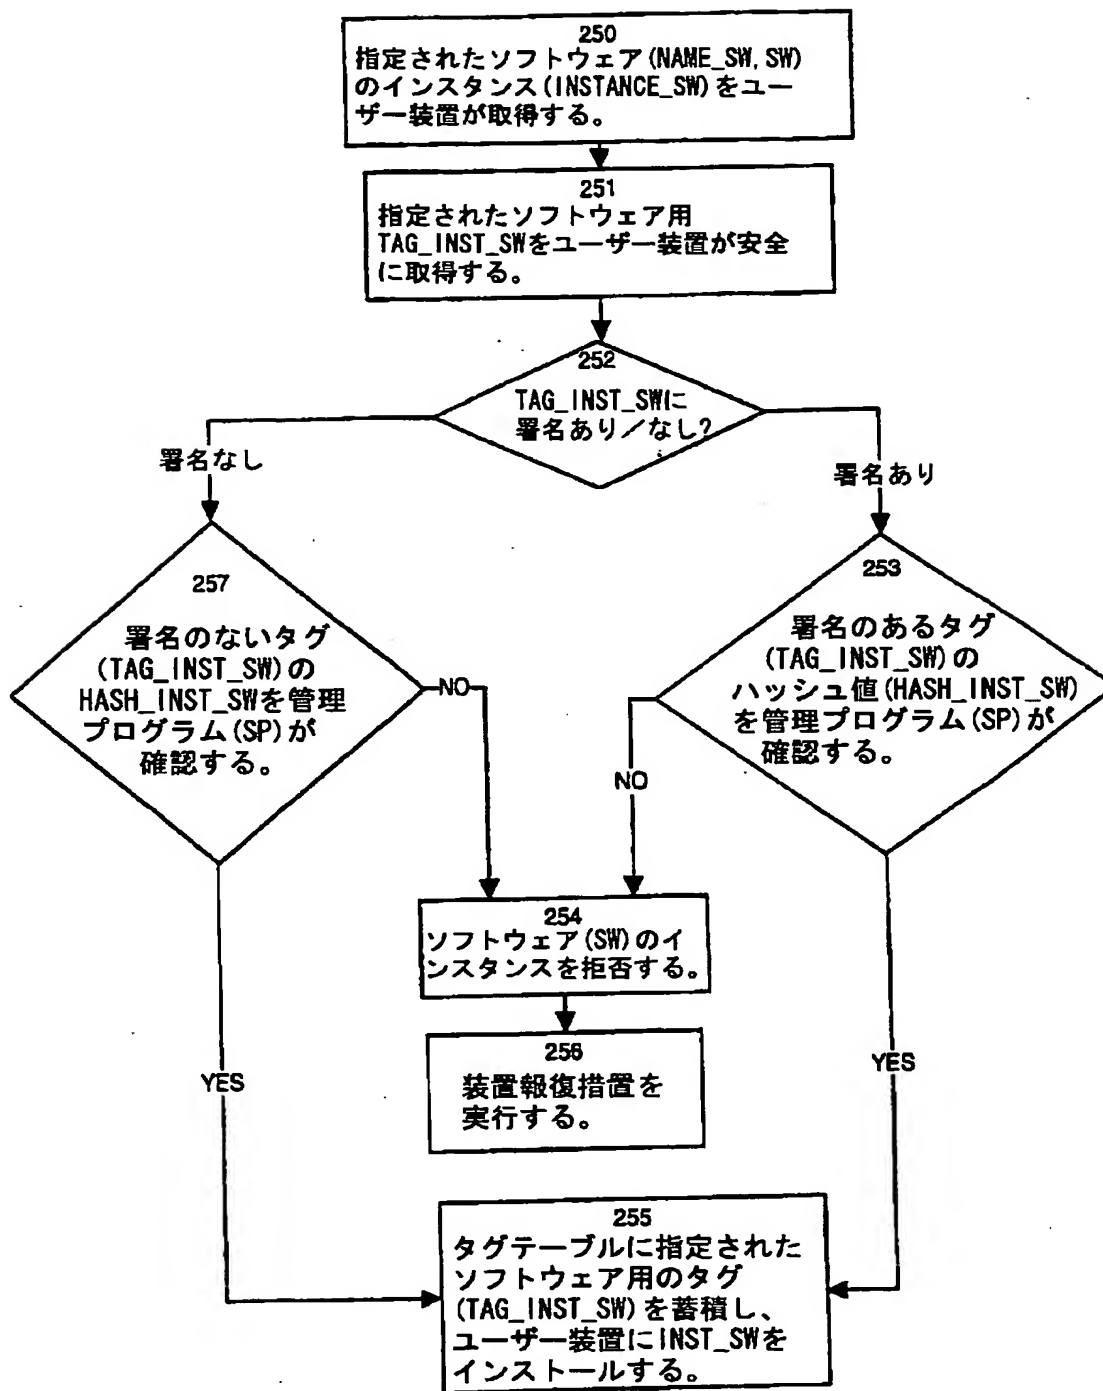 250
指定されたソフトウェア(NAME_SW,SW)
のインスタンス(INSTANCE_SW)をユー
ザー装置が取得する。
251
指定されたソフトウェア用
TAG_INST_SWをユーザー装置が安全
に取得する。
252
TAG_INST_SWに
署名あり／なし?
署名なし
署名あり
257
署名のないタグ
(TAG_INST_SW)の
HASH_INST_SWを管理
プログラム(SP)が
確認する。
NO
253
署名のあるタグ
(TAG_INST_SW)の
ハッシュ値(HASH_INST_SW)
を管理プログラム(SP)が
確認する。
NO
254
ソフトウェア(SW)のイ
ンスタンスを拒否する。
256
装置報復措置を
実行する。
YES
YES
255
タグテーブルに指定された
ソフトウェア用のタグ
(TAG_INST_SW)を蓄積し、
ユーザー装置にINST_SWを
インストールする。